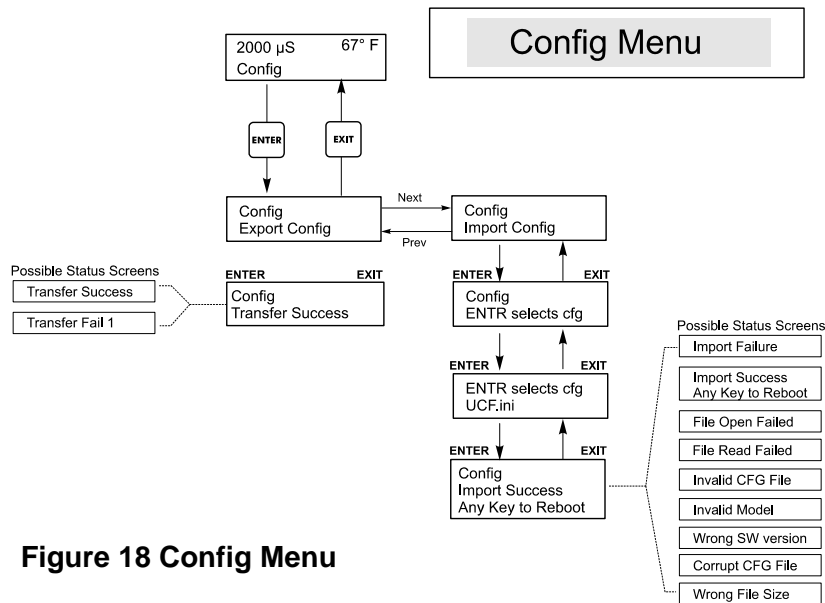 Config Menu
2000 µS 67° F
Config
ENTER EXIT
Config
Export Config
Next
Prev
Config
Import Config
Possible Status Screens
Transfer Success
Transfer Fail 1
ENTER EXIT
Config
Transfer Success
ENTER EXIT
Config
ENTR selects cfg
ENTER EXIT
ENTR selects cfg
UCF.ini
ENTER EXIT
Config
Import Success
Any Key to Reboot
Possible Status Screens
Import Failure
Import Success
Any Key to Reboot
File Open Failed
File Read Failed
Invalid CFG File
Invalid Model
Wrong SW version
Corrupt CFG File
Wrong File Size
Figure 18 Config Menu